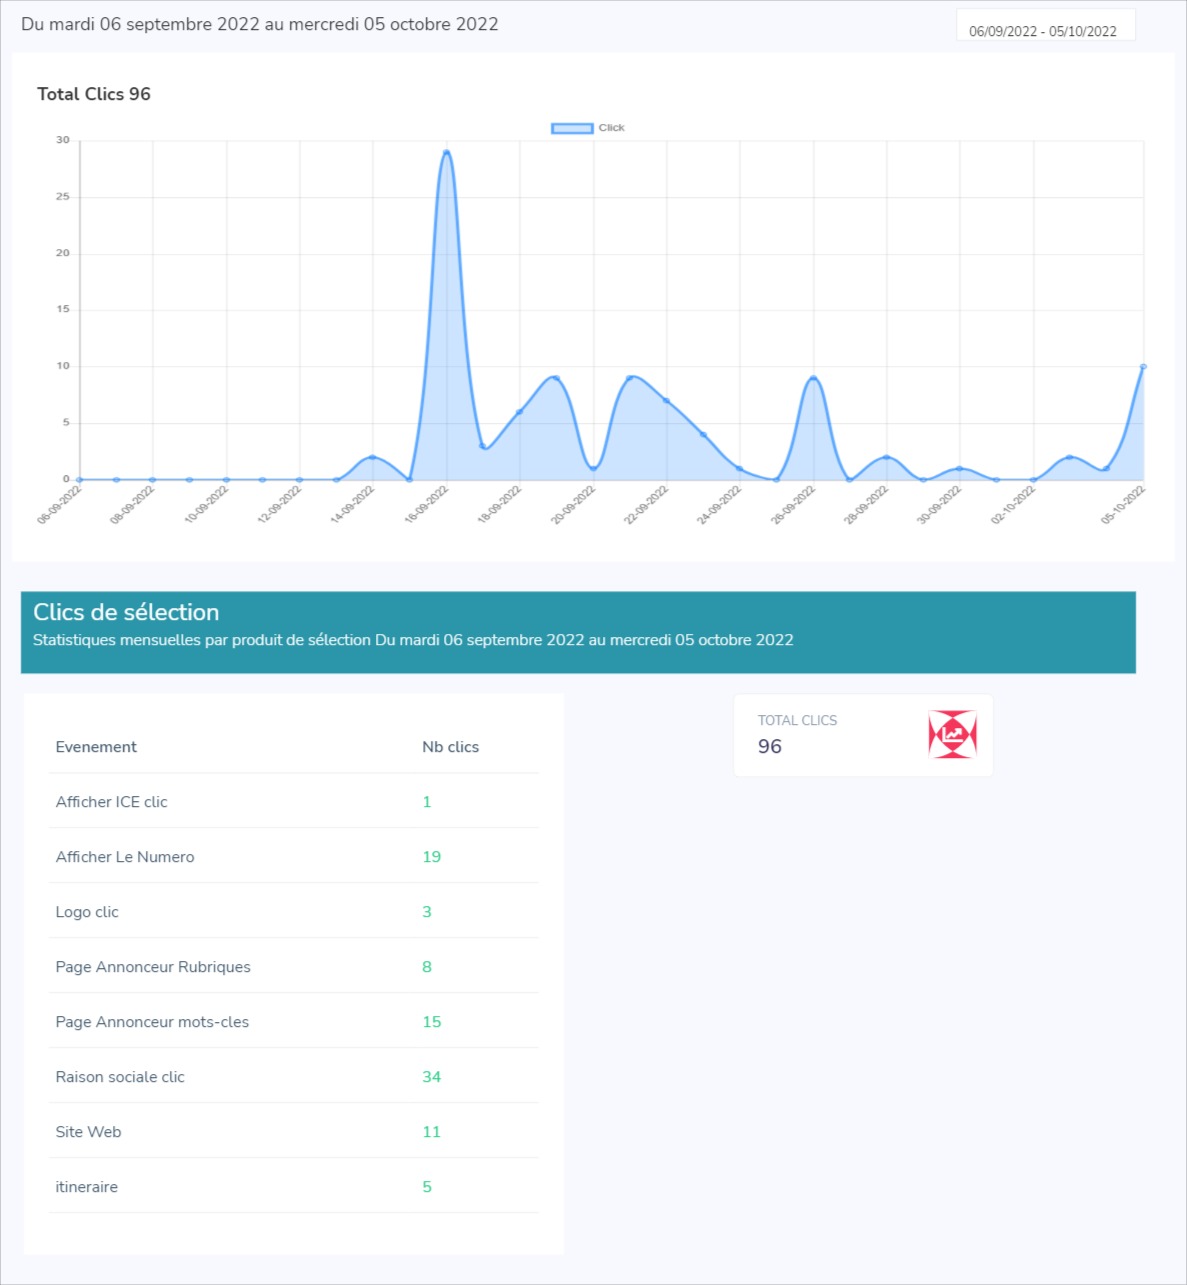 Du mardi 06 septembre 2022 au mercredi 05 octobre 2022
06/09/2022 - 05/10/2022
Total Clics 96
Click
30
25
20
15
10
5
0
06-09-2022
08-09-2022
10-09-2022
12-09-2022
14-09-2022
16-09-2022
18-09-2022
20-09-2022
22-09-2022
24-09-2022
26-09-2022
28-09-2022
30-09-2022
02-10-2022
05-10-2022
Clics de sélection
Statistiques mensuelles par produit de sélection Du mardi 06 septembre 2022 au mercredi 05 octobre 2022
Evenement Nb clics
Afficher ICE clic 1
Afficher Le Numero 19
Logo clic 3
Page Annonceur Rubriques 8
Page Annonceur mots-cles 15
Raison sociale clic 34
Site Web 11
itineraire 5
TOTAL CLICS
96